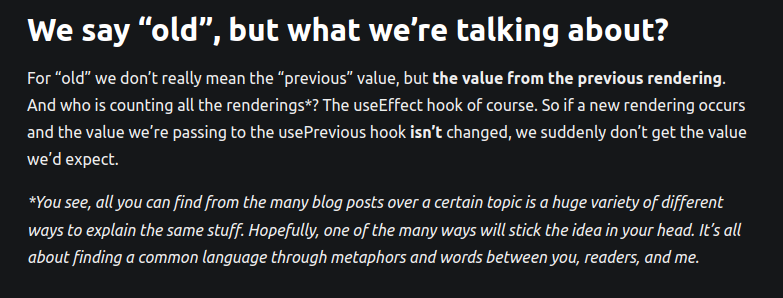 We say “old”, but what we’re talking about?
For “old” we don’t really mean the “previous” value, but the value from the previous rendering.
And who is counting all the renderings*? The useEffect hook of course. So if a new rendering occurs
and the value we’re passing to the usePrevious hook isn’t changed, we suddenly don’t get the value
we’d expect.
*You see, all you can find from the many blog posts over a certain topic is a huge variety of different
ways to explain the same stuff. Hopefully, one of the many ways will stick the idea in your head. It’s all
about finding a common language through metaphors and words between you, readers, and me.